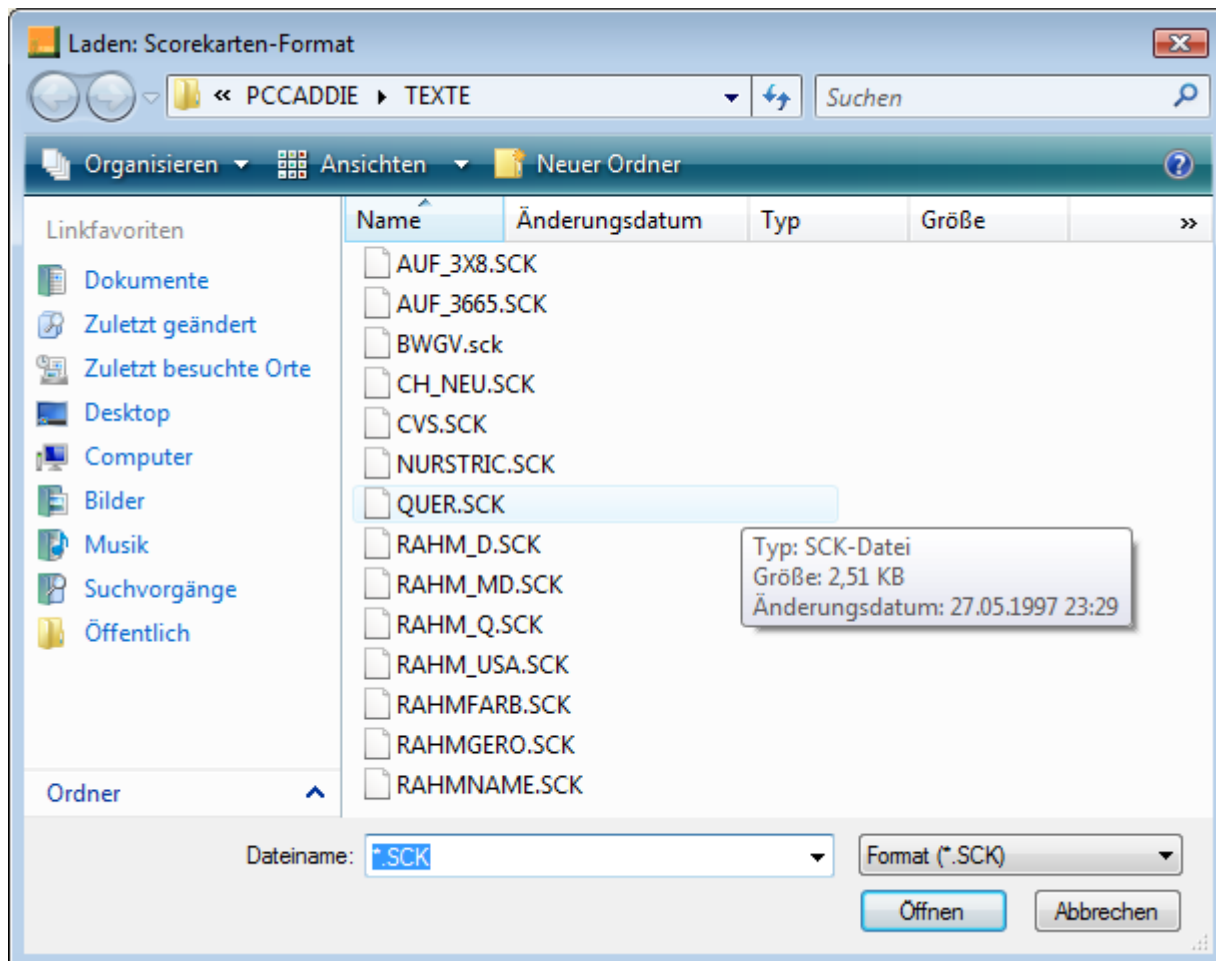 Laden: Scorekarten-Format
« PCCADDIE TEXTE
Suchen
Organisieren Ansichten Neuer Ordner
Linkfavoriten
Dokumente
Zuletzt geändert
Zuletzt besuchte Orte
Desktop
Computer
Bilder
Musik
Suchvorgänge
Öffentlich
Ordner
Name Änderungsdatum Typ Größe »
AUF_3X8.SCK
AUF_3665.SCK
BWGV.sck
CH_NEU.SCK
CVS.SCK
NURSTRIC.SCK
QUER.SCK
RAHM_D.SCK
RAHM_MD.SCK
RAHM_Q.SCK
RAHM_USA.SCK
RAHMFARB.SCK
RAHMGERO.SCK
RAHMNAME.SCK
Typ: SCK-Datei
Größe: 2,51 KB
Änderungsdatum: 27.05.1997 23:29
Dateiname: *.SCK Format (*.SCK)
Öffnen Abbrechen